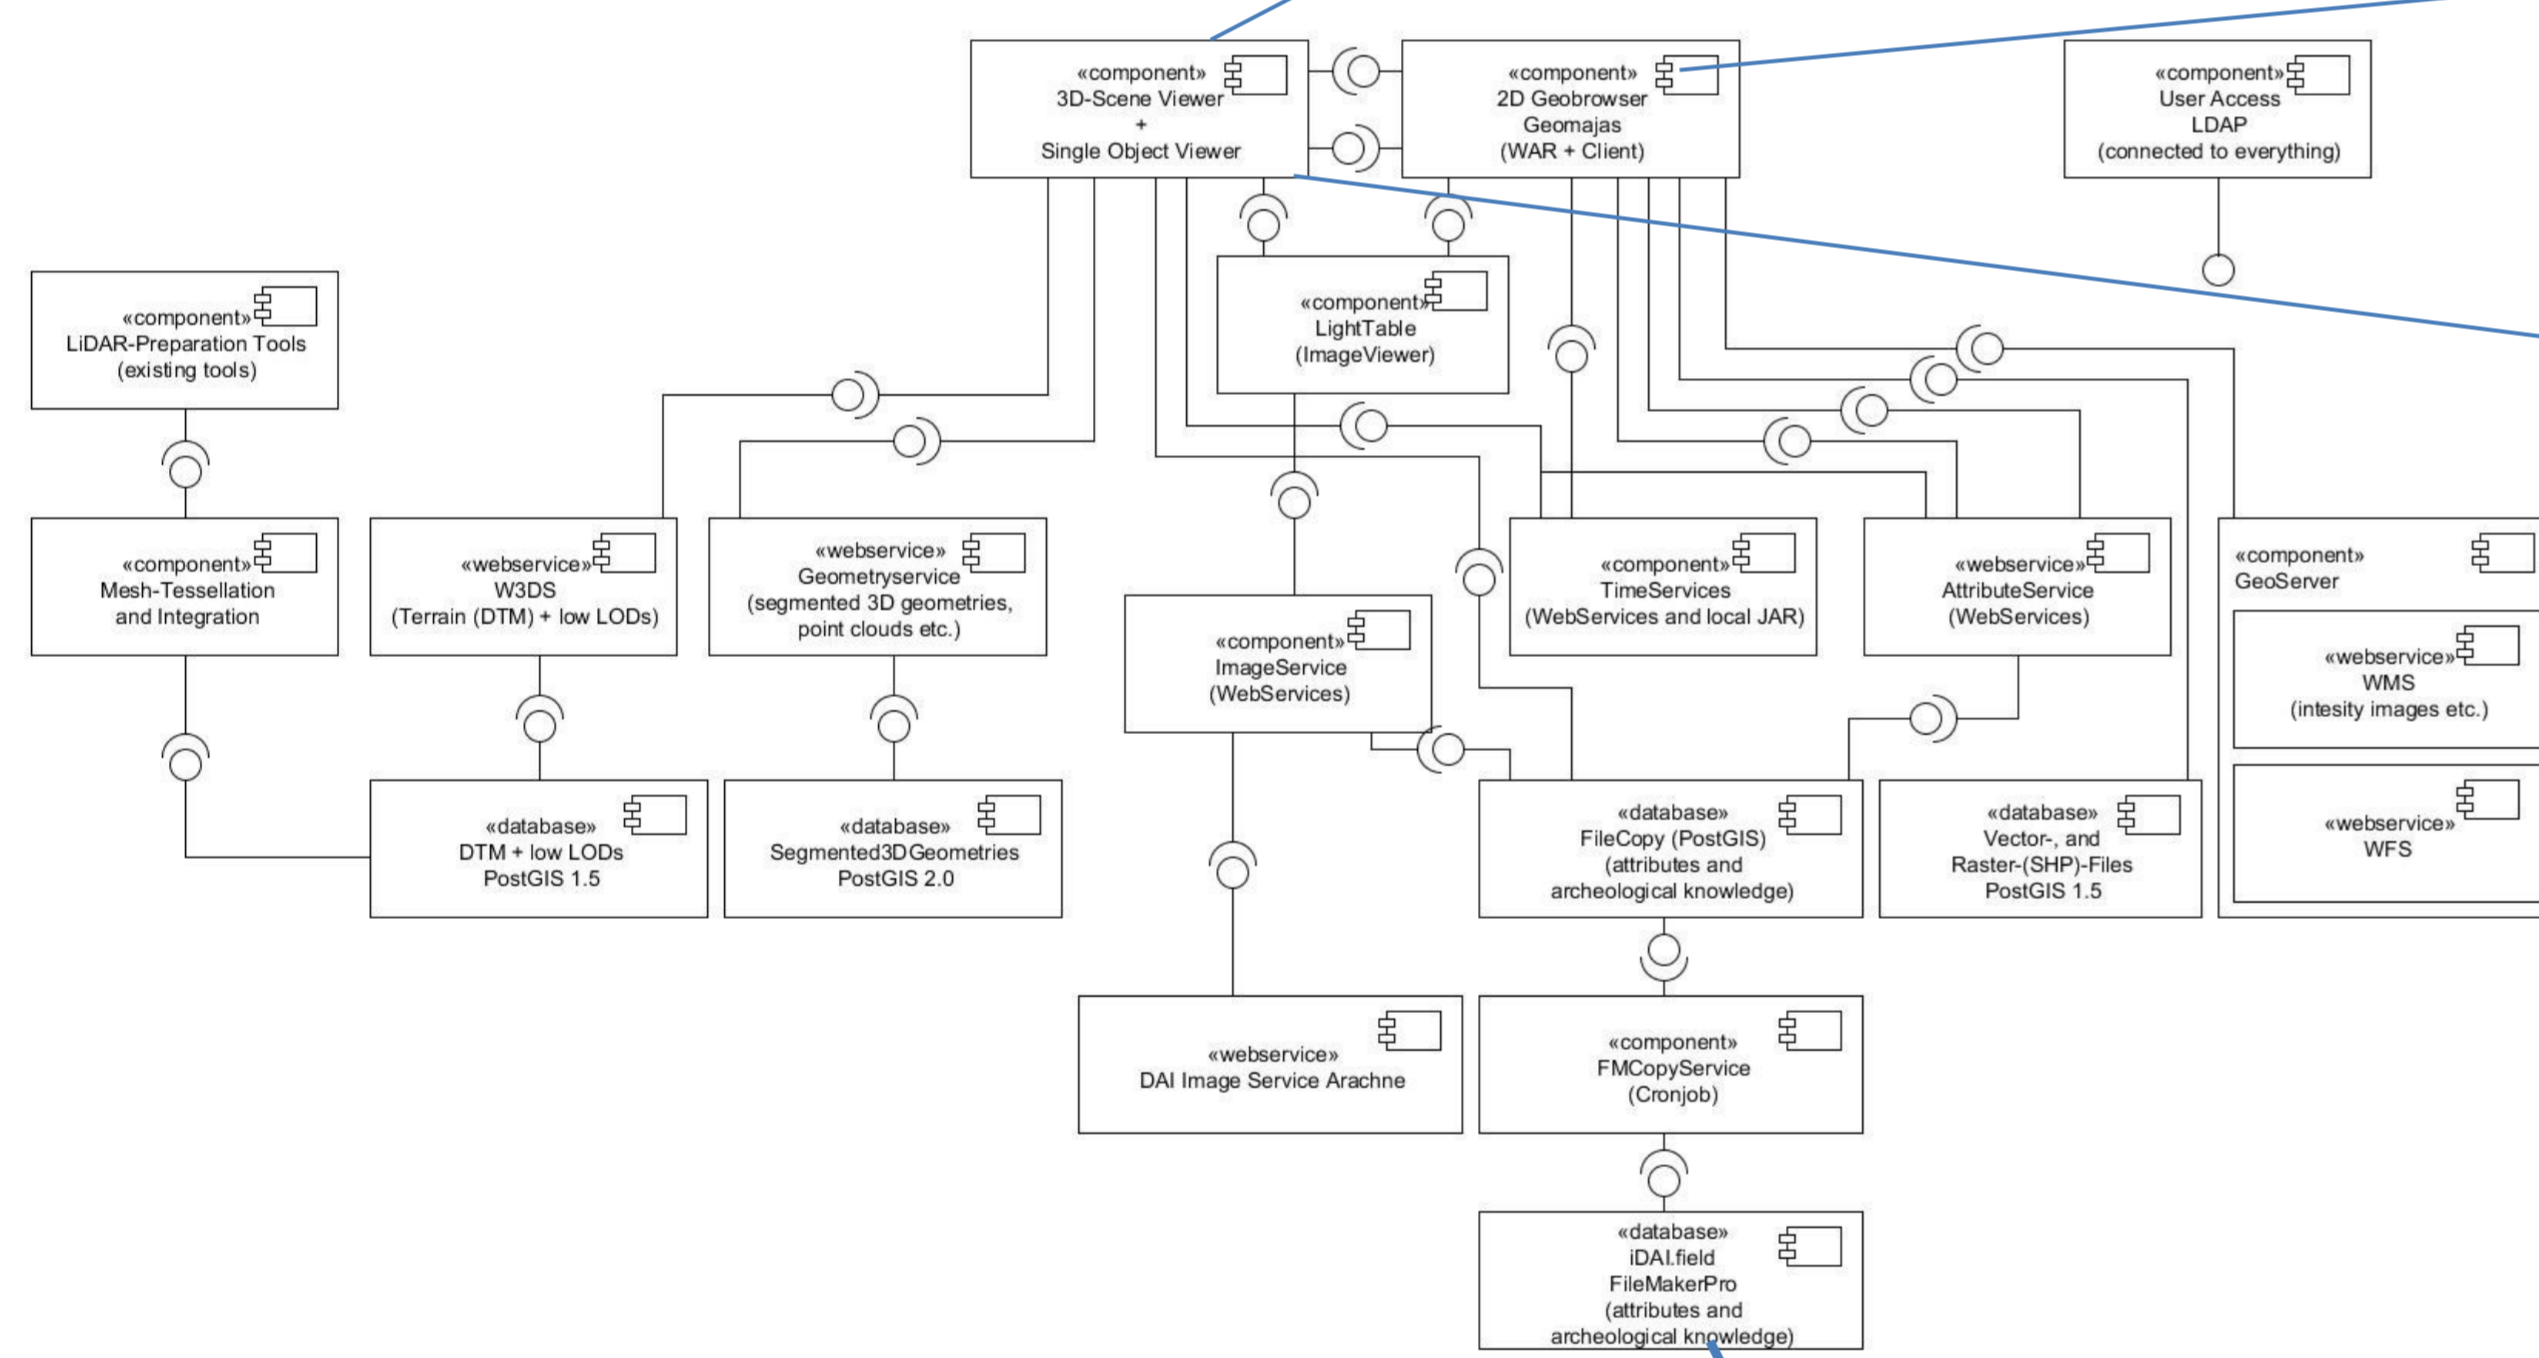 «component»
3D-Scene Viewer
+
Single Object Viewer
«component»
2D Geobrowser
Geomajas
(WAR + Client)
«component»
User Access
LDAP
(connected to everything)
«component»
LiDAR-Preparation Tools
(existing tools)
«component»
LightTable
(ImageViewer)
«component»
Mesh-Tessellation
and Integration
«webservice»
W3DS
(Terrain (DTM) + low LODs)
«webservice»
Geometryservice
(segmented 3D geometries,
point clouds etc.)
«component»
ImageService
(WebServices)
«component»
TimeServices
(WebServices and local JAR)
«webservice»
AttributeService
(WebServices)
«component»
GeoServer
«webservice»
WMS
(intesity images etc.)
«webservice»
WFS
«database»
DTM + low LODs
PostGIS 1.5
«database»
Segmented3DGeometries
PostGIS 2.0
«database»
FileCopy (PostGIS)
(attributes and
archeological knowledge)
«database»
Vector-, and
Raster-(SHP)-Files
PostGIS 1.5
«webservice»
DAI Image Service Arachne
«component»
FMCopyService
(Cronjob)
«database»
iDAI.field
FileMakerPro
(attributes and
archeological knowledge)